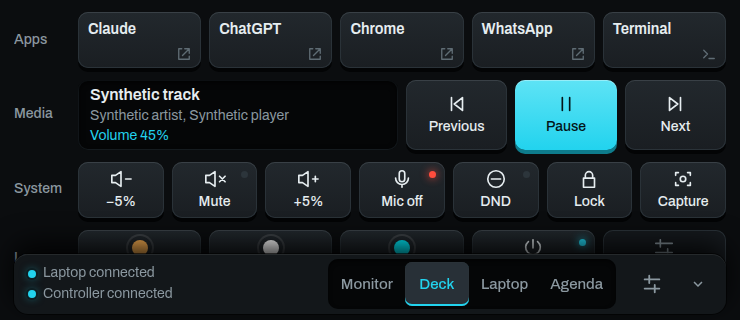 Apps
Claude
ChatGPT
Chrome
WhatsApp
Terminal
Media
Synthetic track
Synthetic artist, Synthetic player
Volume 45%
Previous
Pause
Next
System
−5%
Mute
+5%
Mic off
DND
Lock
Capture
Laptop connected
Controller connected
Monitor
Deck
Laptop
Agenda